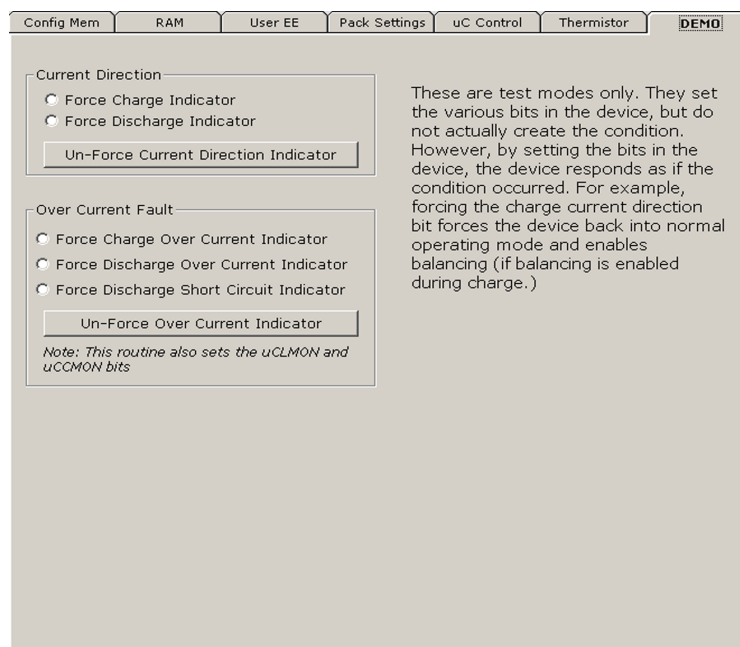 Config Mem RAM User EE Pack Settings uC Control Thermistor DEMO
Current Direction
Force Charge Indicator
Force Discharge Indicator
Un-Force Current Direction Indicator
Over Current Fault
Force Charge Over Current Indicator
Force Discharge Over Current Indicator
Force Discharge Short Circuit Indicator
Un-Force Over Current Indicator
Note: This routine also sets the uCLMON and
uCCMON bits
These are test modes only. They set
the various bits in the device, but do
not actually create the condition.
However, by setting the bits in the
device, the device responds as if the
condition occurred. For example,
forcing the charge current direction
bit forces the device back into normal
operating mode and enables
balancing (if balancing is enabled
during charge.)